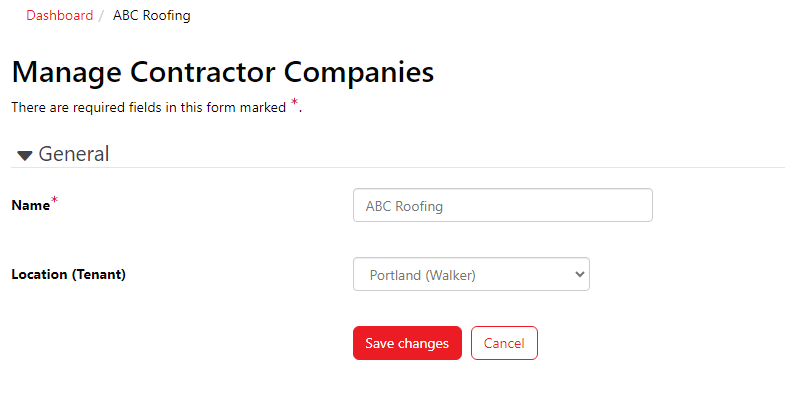 Dashboard / ABC Roofing
Manage Contractor Companies
There are required fields in this form marked *.
General
Name* ABC Roofing
Location (Tenant) Portland (Walker)
Save changes Cancel